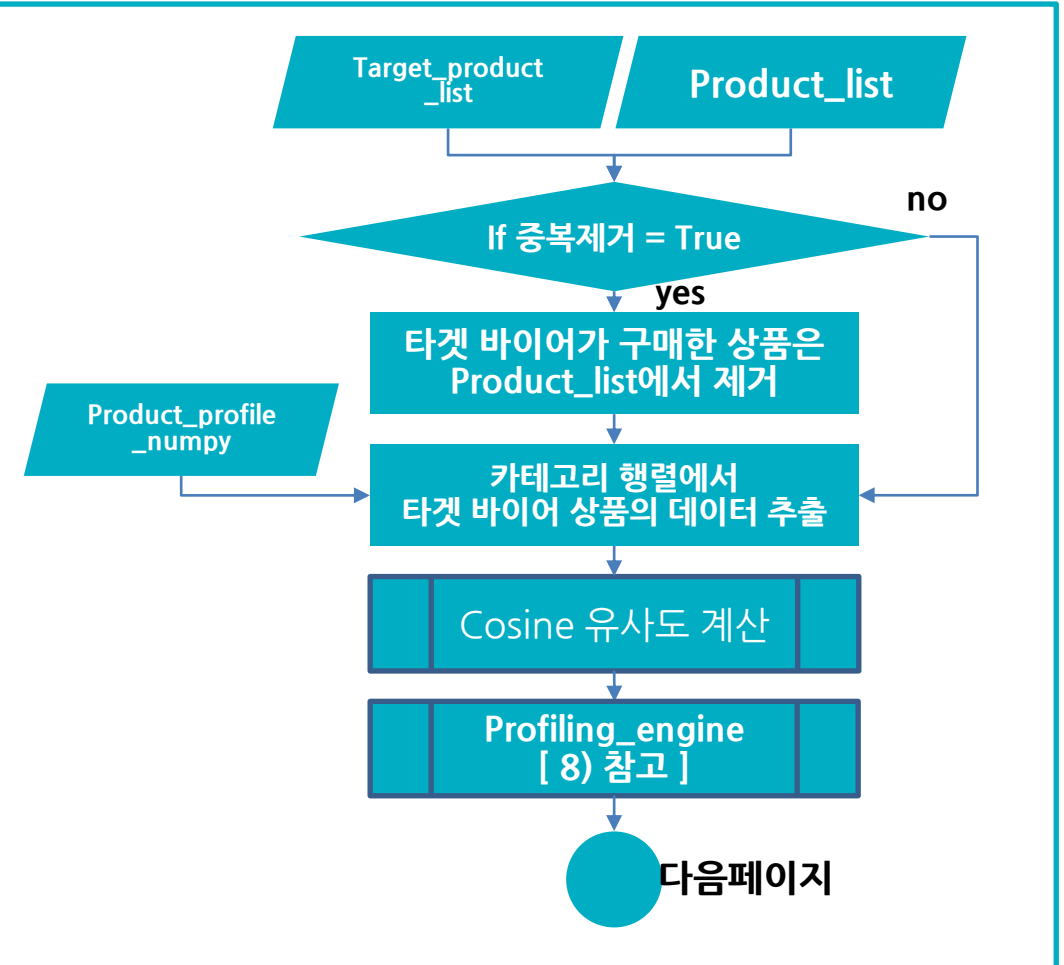 Target_product
_list
Product_list
no
If 중복제거 = True
yes
타겟 바이어가 구매한 상품은
Product_list에서 제거
Product_profile
_numpy
카테고리 행렬에서
타겟 바이어 상품의 데이터 추출
Cosine 유사도 계산
Profiling_engine
[ 8) 참고 ]
다음페이지